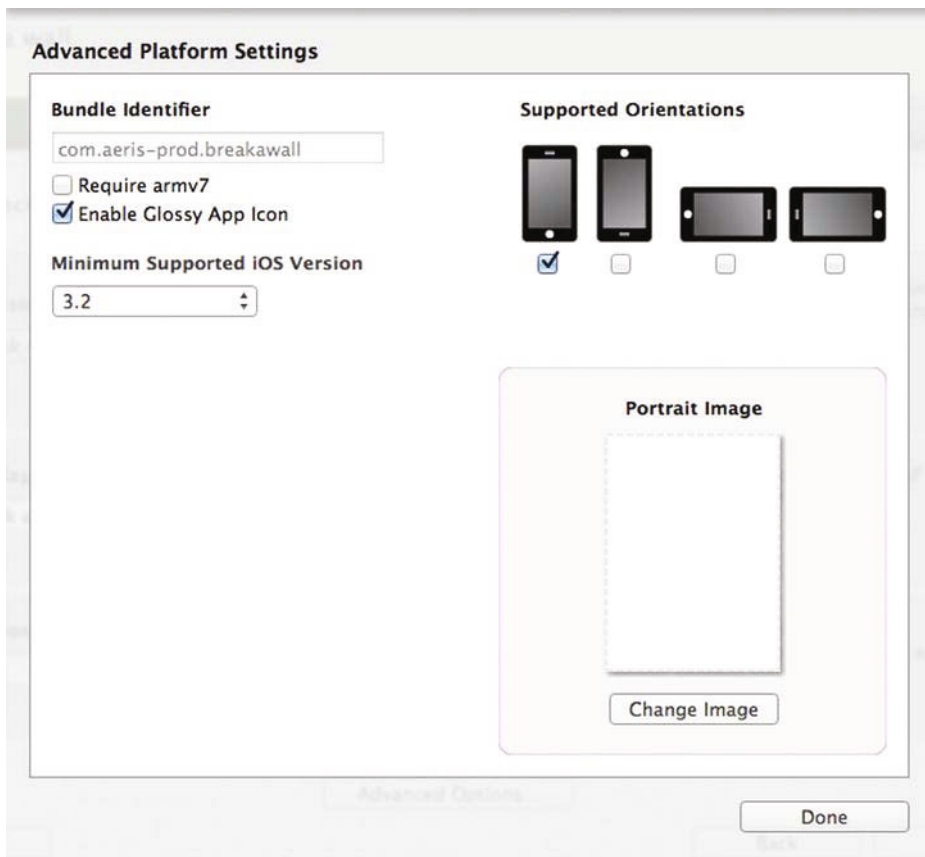 Advanced Platform Settings
Bundle Identifier
com.aeris-prod.breakawall
Require armv7
Enable Glossy App Icon
Minimum Supported iOS Version
3.2
Supported Orientations
Portrait Image
Change Image
Advanced Options...
Done
Back